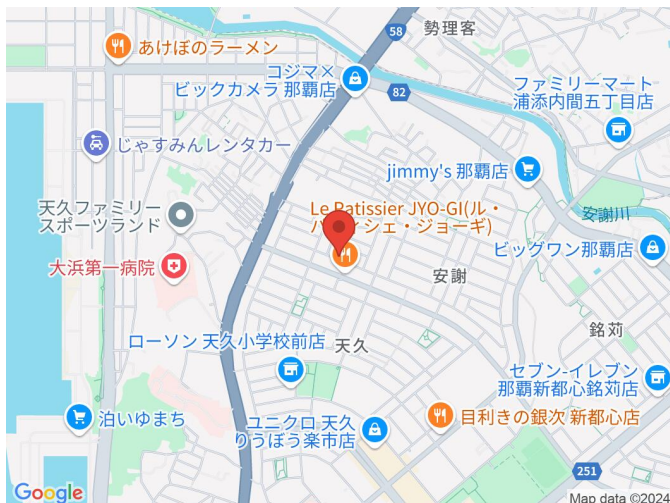 58
勢理客
あけぼのラーメン
コジマ×
ビックカメラ 那覇店
82
ファミリーマート
浦添内間五丁目店
じゃすみんレンタカー
jimmy's 那覇店
天久ファミリー
スポーツランド
Le Patissier JYO-GI(ル・
パ シェ・ジョーギ)
安謝川
大浜第一病院
ビッグワン那覇店
安謝
ローソン 天久小学校前店
天久
銘苅
セブン-イレブン
那覇新都心銘苅店
泊いゆまち
ユニクロ 天久
りうぼう楽市店
目利きの銀次 新都心店
251
Google
Map data ©2024